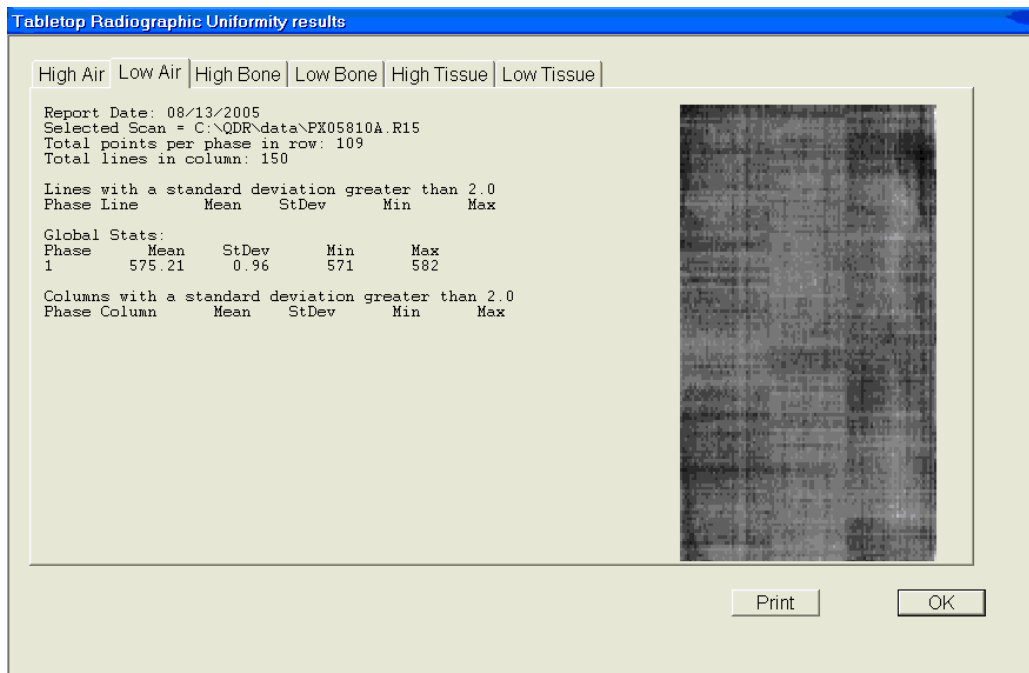 Tabletop Radiographic Uniformity results
High Air Low Air High Bone Low Bone High Tissue Low Tissue
Report Date: 08/13/2005
Selected Scan = C:\QDR\data\PX05810A.R15
Total points per phase in row: 109
Total lines in column: 150
Lines with a standard deviation greater than 2.0
Phase Line Mean StDev Min Max
Global Stats:
Phase Mean StDev Min Max
1 575.21 0.96 571 582
Columns with a standard deviation greater than 2.0
Phase Column Mean StDev Min Max
Print OK